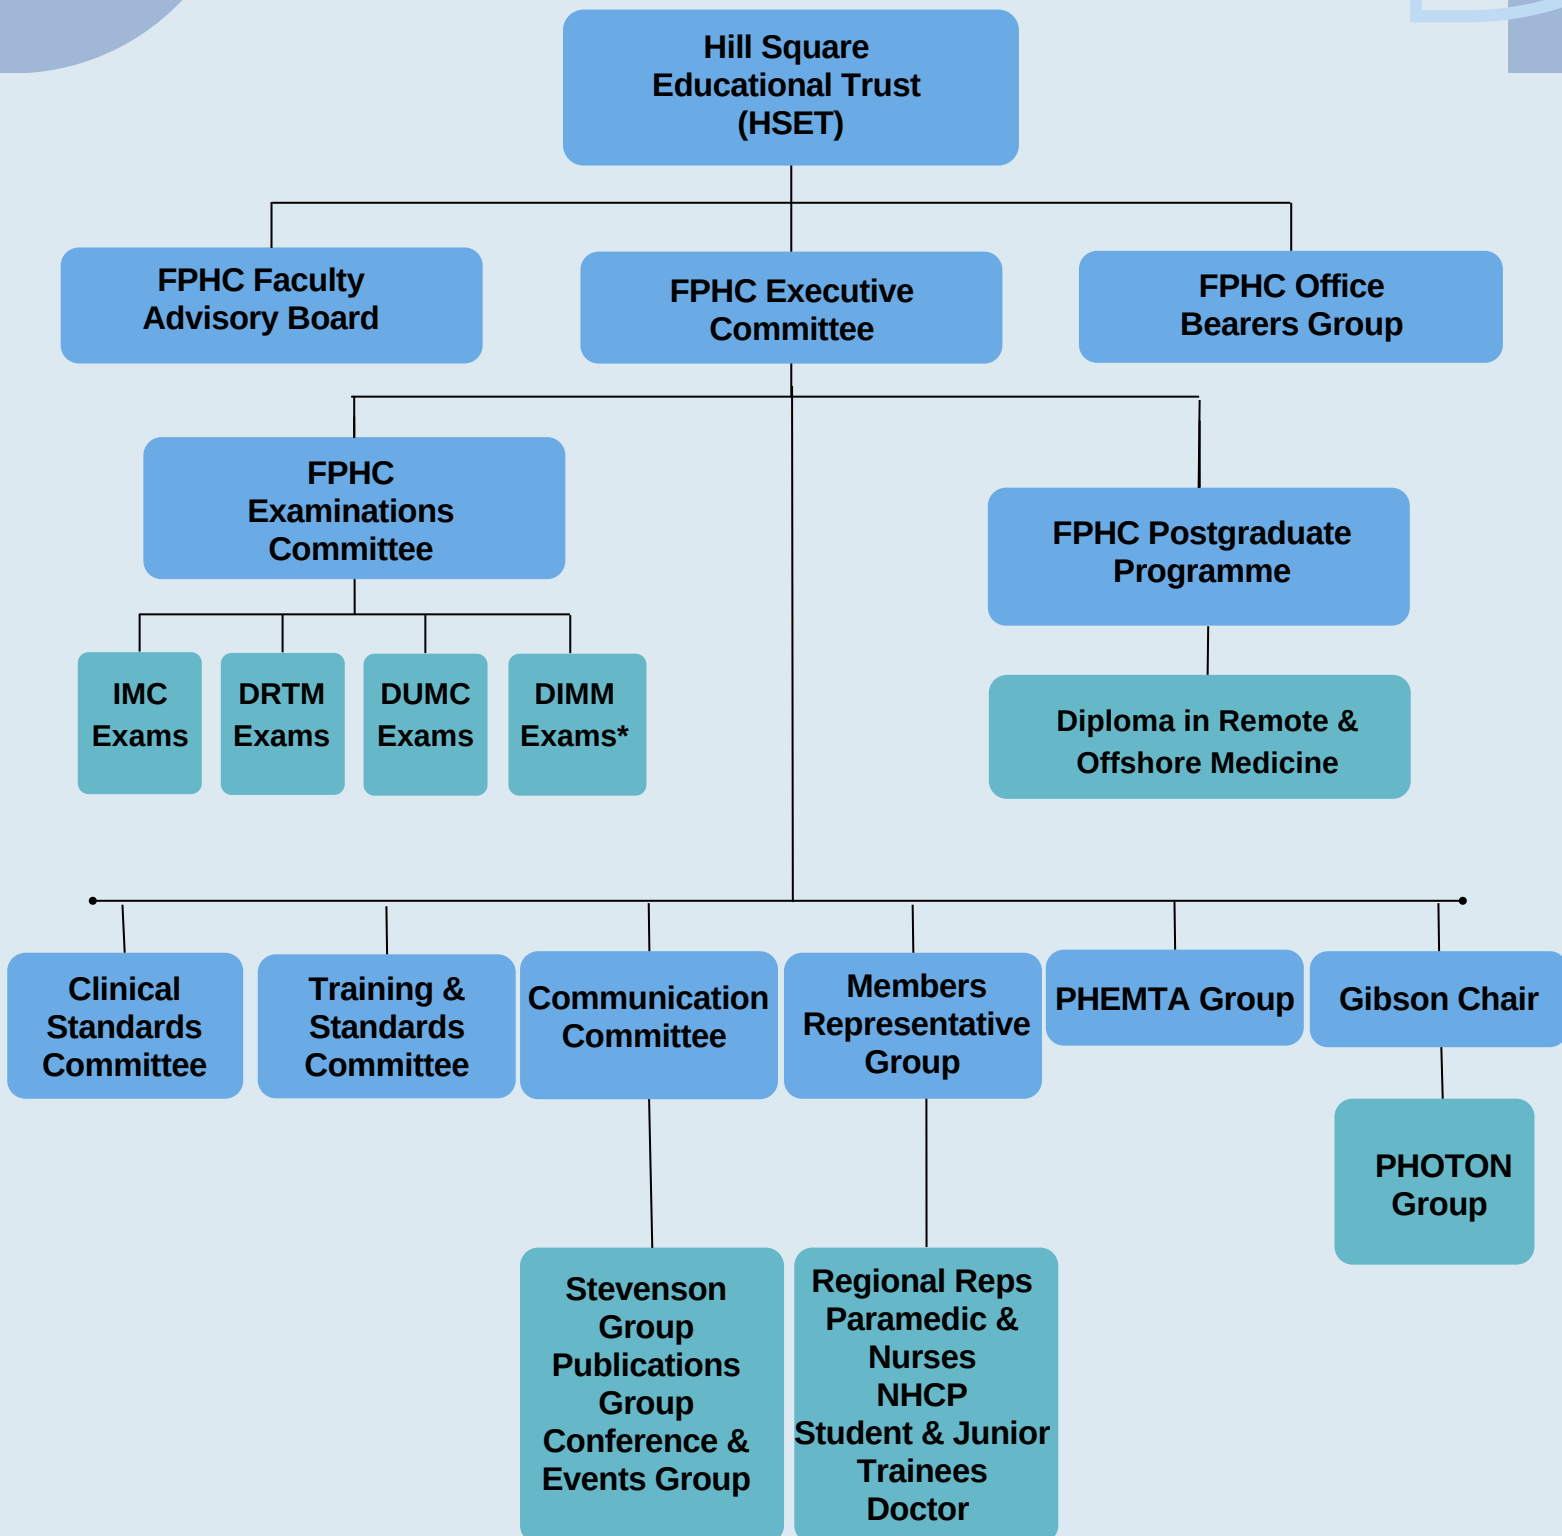 Hill Square
Educational Trust
(HSET)
FPHC Faculty
Advisory Board
FPHC Executive
Committee
FPHC Office
Bearers Group
FPHC
Examinations
Committee
FPHC Postgraduate
Programme
IMC
Exams
DRTM
Exams
DUMC
Exams
DIMM
Exams*
Diploma in Remote &
Offshore Medicine
Clinical
Standards
Committee
Training &
Standards
Committee
Communication
Committee
Members
Representative
Group
PHEMTA Group
Gibson Chair
PHOTON
Group
Stevenson
Group
Publications
Group
Conference &
Events Group
Regional Reps
Paramedic &
Nurses
NHCP
Student & Junior
Trainees
Doctor